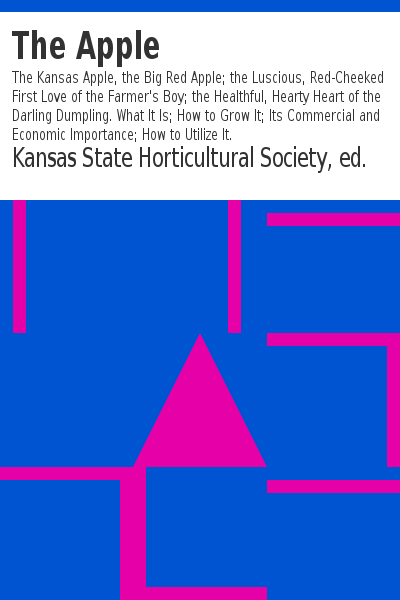 The Apple
The Kansas Apple, the Big Red Apple; the Luscious, Red-Cheeked
First Love of the Farmer's Boy; the Healthful, Hearty Heart of the
Darling Dumpling. What It Is; How to Grow It; Its Commercial and
Economic Importance; How to Utilize It.
Kansas State Horticultural Society, ed.